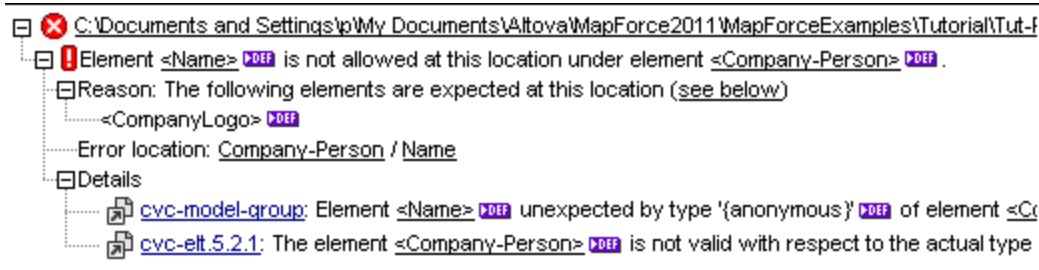 C:\Documents and Settings\p\My Documents\Altova\MapForce2011\MapForceExamples\Tutorial\Tut-
Element <Name> DEF is not allowed at this location under element <Company-Person> DEF .
Reason: The following elements are expected at this location (see below)
<CompanyLogo> DEF
Error location: Company-Person / Name
Details
cvc-model-group: Element <Name> DEF unexpected by type '{anonymous}' DEF of element
cvc-elt.5.2.1: The element <Company-Person> DEF is not valid with respect to the actual type